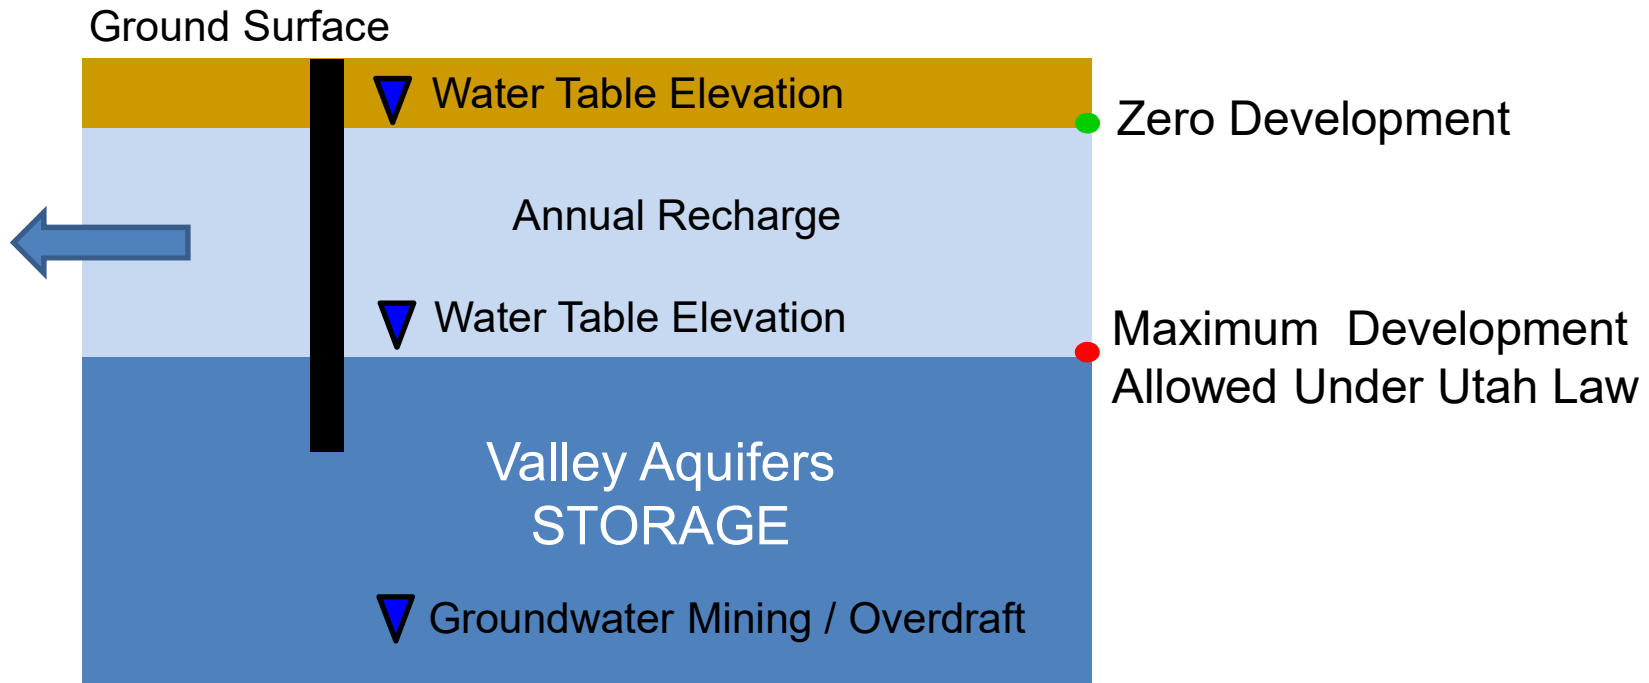 Ground Surface
Water Table Elevation
Zero Development
Annual Recharge
Water Table Elevation
Maximum Development
Allowed Under Utah Law
Valley Aquifers
STORAGE
Groundwater Mining / Overdraft